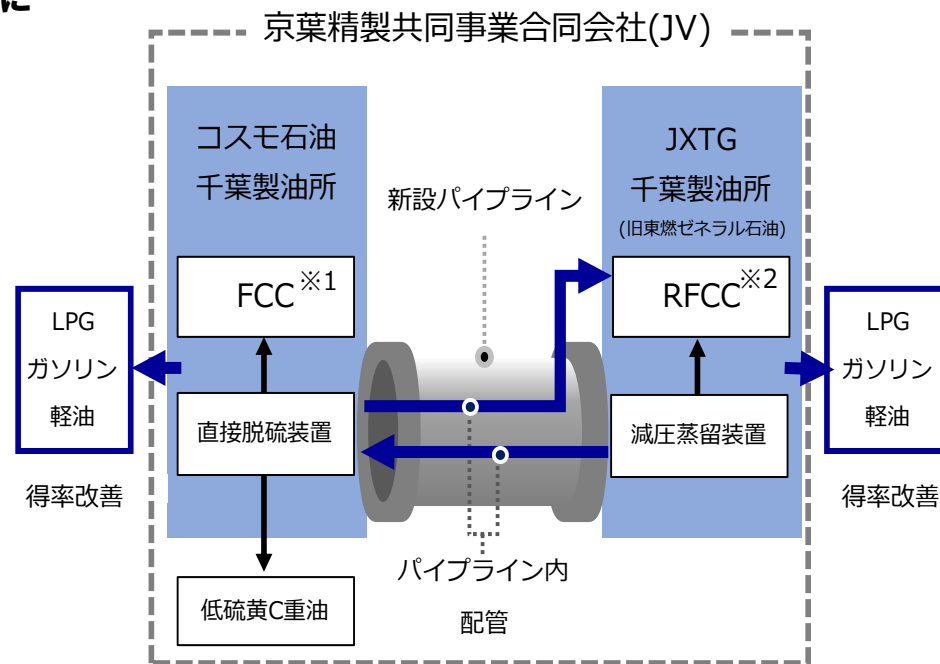 に
京葉精製共同事業合同会社(JV)
コスモ石油
千葉製油所
JXTG
千葉製油所
(旧東燃ゼネラル石油)
新設パイプライン
FCC※1
RFCC※2
LPG
ガソリン
軽油
直接脱硫装置
減圧蒸留装置
LPG
ガソリン
軽油
得率改善
得率改善
パイプライン内
配管
低硫黄C重油